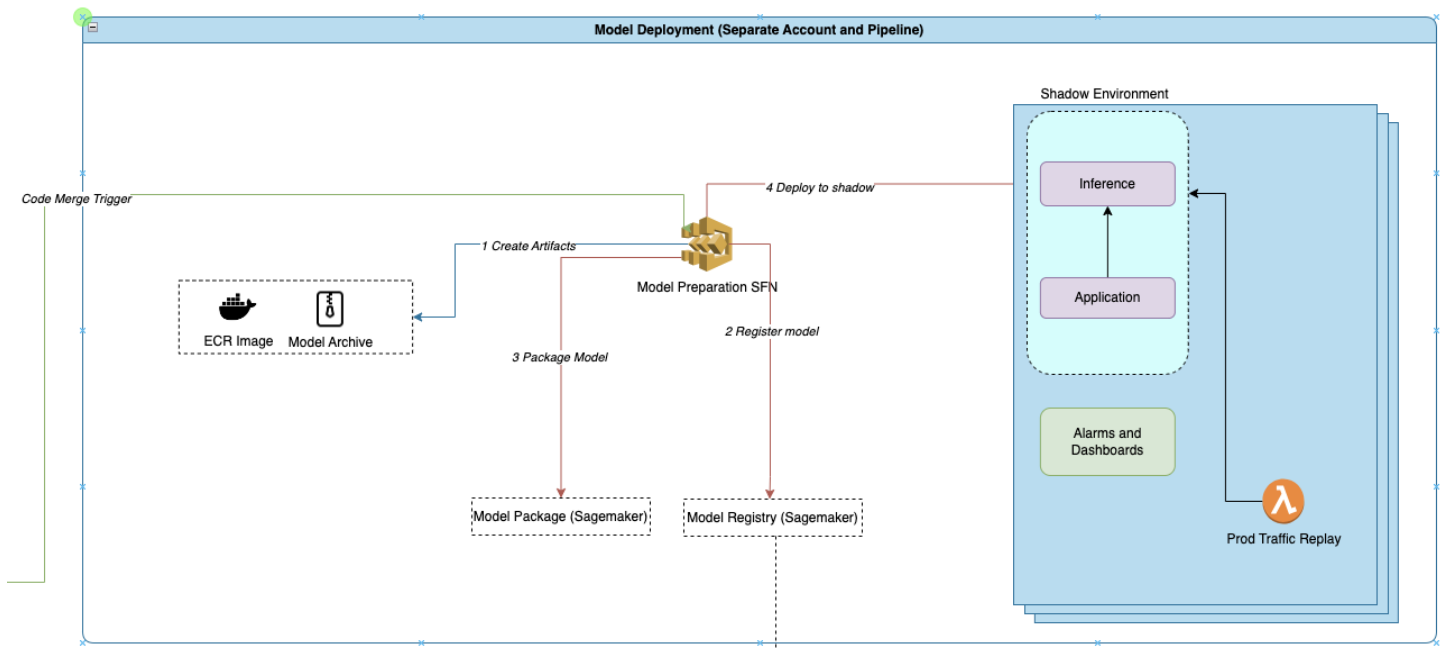 Model Deployment (Separate Account and Pipeline)
Shadow Environment
Inference
4 Deploy to shadow
Code Merge Trigger
1 Create Artifacts
Model Preparation SFN
Application
ECR Image
Model Archive
2 Register model
3 Package Model
Alarms and
Dashboards
Model Package (Sagemaker)
Model Registry (Sagemaker)
Prod Traffic Replay